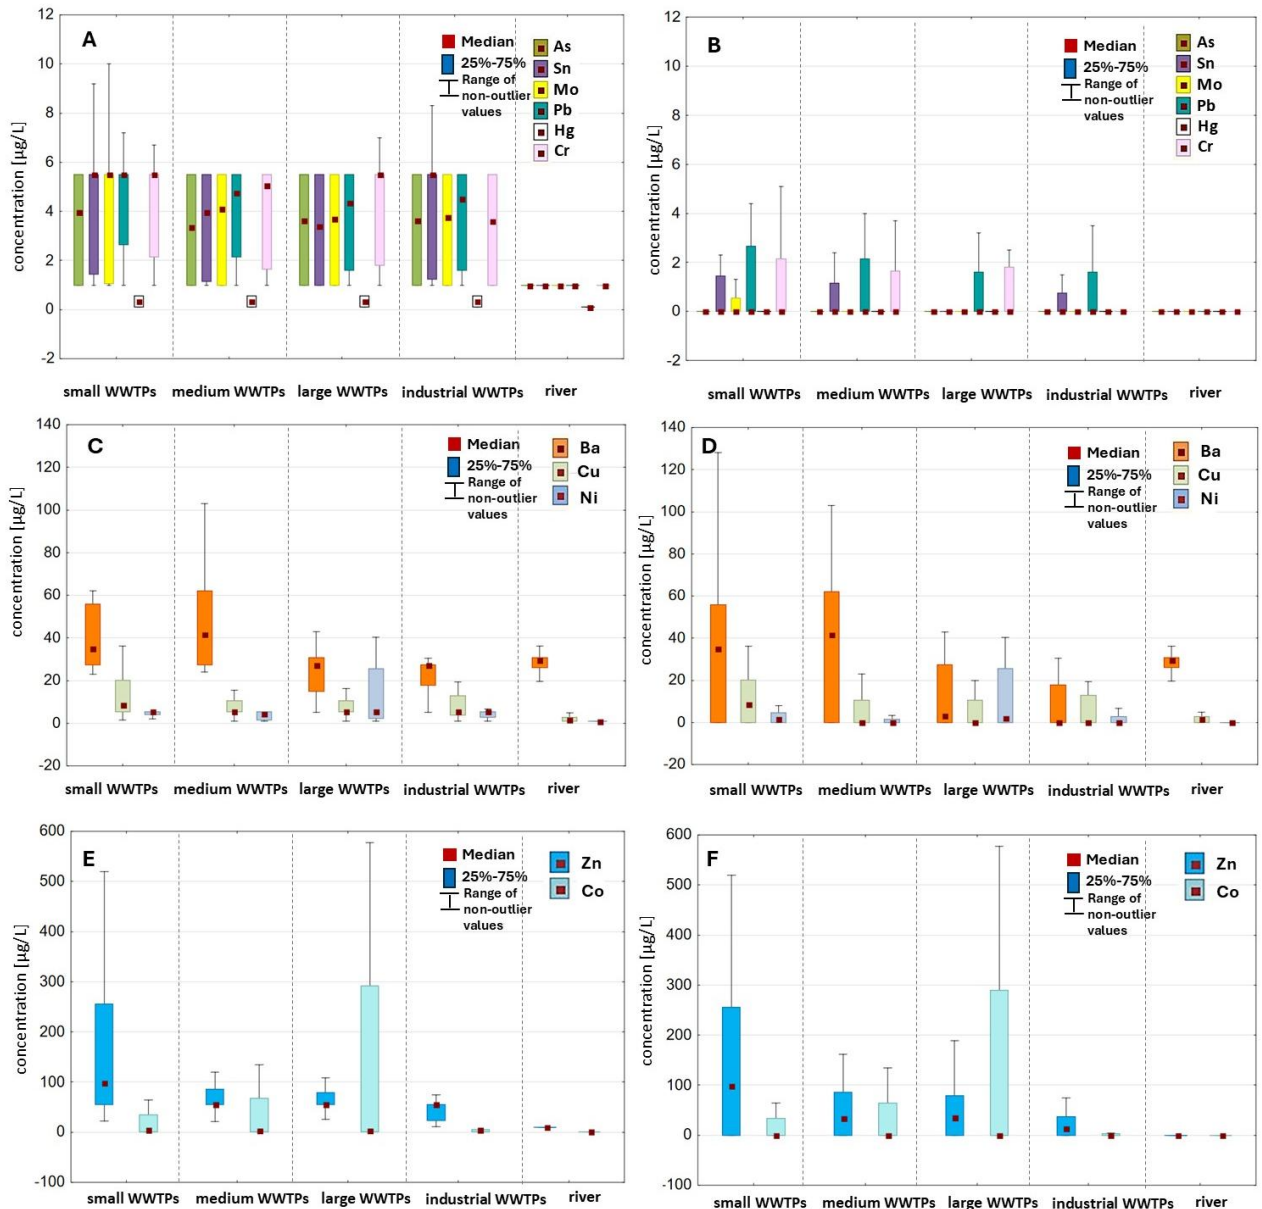 A
Median
25%-75%
Range of
non-outlier
values
As
Sn
Mo
Pb
Hg
Cr
concentration [µg/L]
12
10
8
6
4
2
0
-2
small WWTPs
medium WWTPs
large WWTPs
industrial WWTPs
river
B
Median
25%-75%
Range of
non-outlier
values
As
Sn
Mo
Pb
Hg
Cr
concentration [µg/L]
12
10
8
6
4
2
0
-2
small WWTPs
medium WWTPs
large WWTPs
industrial WWTPs
river
C
Median
25%-75%
Range of
non-outlier
values
Ba
Cu
Ni
concentration [µg/L]
140
120
100
80
60
40
20
0
-20
small WWTPs
medium WWTPs
large WWTPs
industrial WWTPs
river
D
Median
25%-75%
Range of
non-outlier
values
Ba
Cu
Ni
concentration [µg/L]
140
120
100
80
60
40
20
0
-20
small WWTPs
medium WWTPs
large WWTPs
industrial WWTPs
river
E
Median
25%-75%
Range of
non-outlier
values
Zn
Co
concentration [µg/L]
600
500
400
300
200
100
0
-100
small WWTPs
medium WWTPs
large WWTPs
industrial WWTPs
river
F
Median
25%-75%
Range of
non-outlier
values
Zn
Co
concentration [µg/L]
600
500
400
300
200
100
0
-100
small WWTPs
medium WWTPs
large WWTPs
industrial WWTPs
river